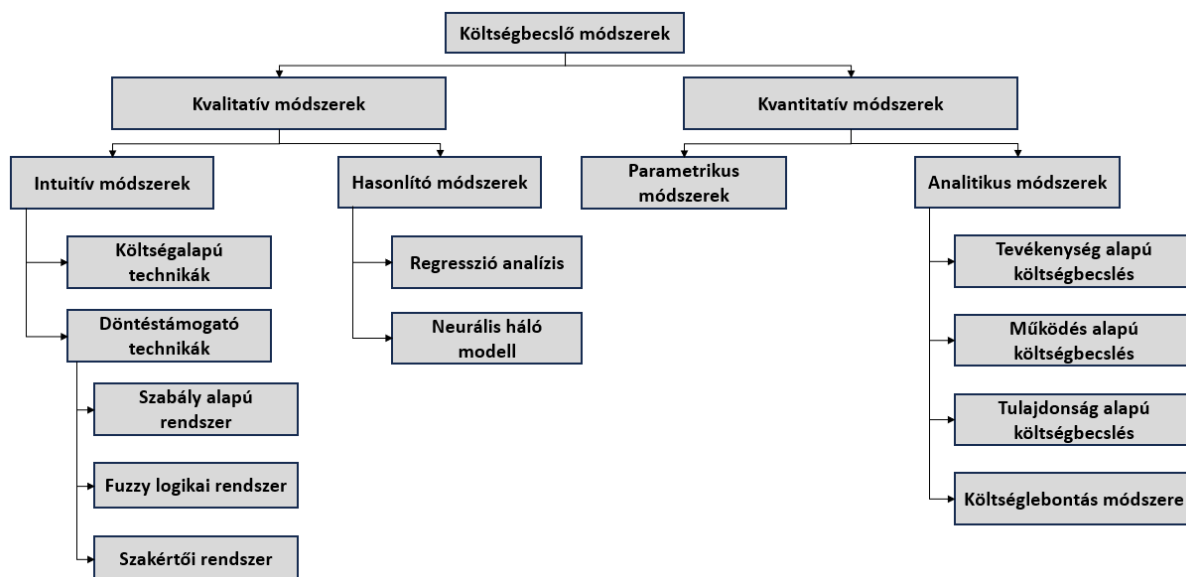 Költségbecslő módszerek
Kvalitatív módszerek
Kvantitatív módszerek
Intuitív módszerek
Hasonlító módszerek
Parametrikus
módszerek
Analitikus módszerek
Költségalapú
technikák
Döntéstámogató
technikák
Szabály alapú
rendszer
Fuzzy logikai rendszer
Szakértői rendszer
Regresszió analízis
Neurális háló
modell
Tevékenység alapú
költségbecslés
Működés alapú
költségbecslés
Tulajdonság alapú
költségbecslés
Költséglebontás módszere